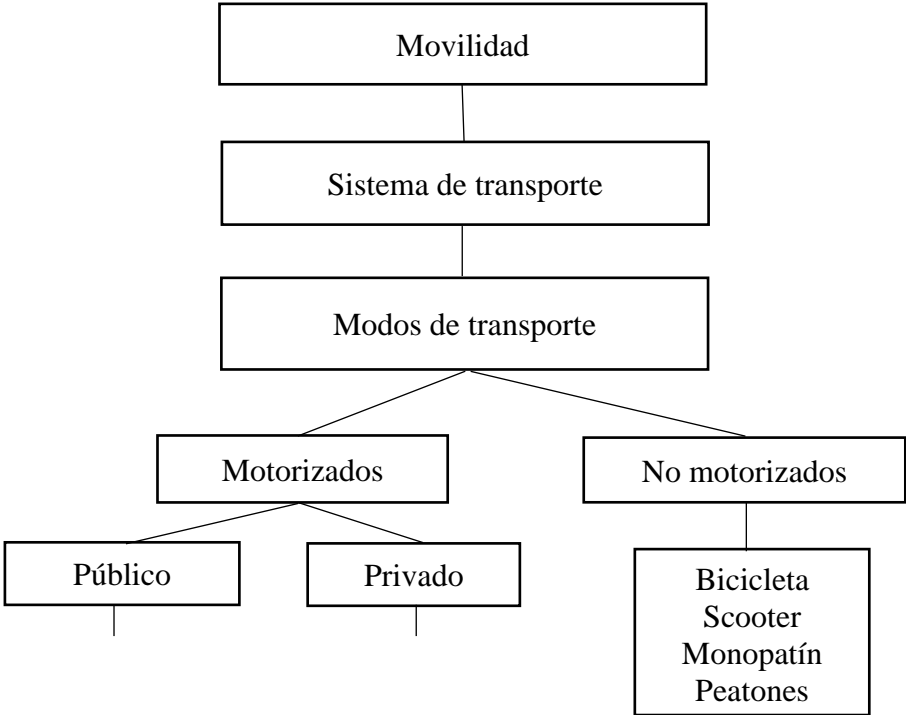 Movilidad
Sistema de transporte
Modos de transporte
Motorizados
No motorizados
Público
Privado
Bicicleta
Scooter
Monopatín
Peatones